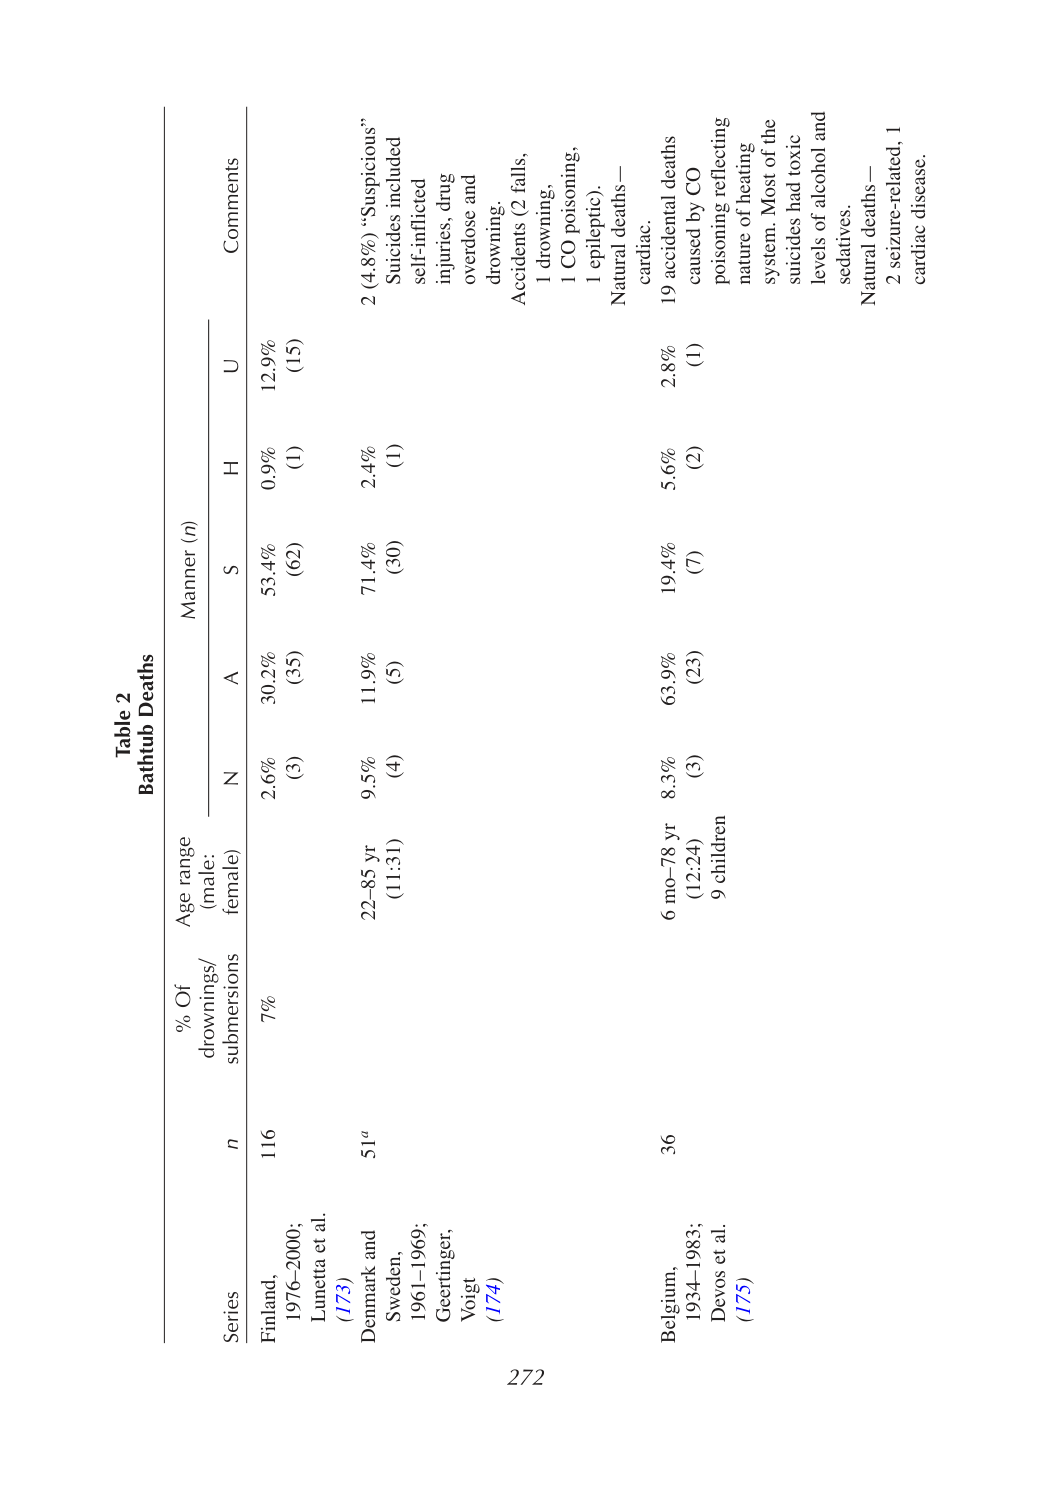 Table 2
Bathtub Deaths
% Of Age range Manner (n)
drownings/ (male:
Series n submersions female) N A S H U Comments
Finland, 116 7% 2.6% 30.2% 53.4% 0.9% 12.9%
1976–2000; (3) (35) (62) (1) (15)
Lunetta et al.
(173)
Denmark and 51a 22–85 yr 9.5% 11.9% 71.4% 2.4% 2 (4.8%) “Suspicious”
Sweden, (11:31) (4) (5) (30) (1) Suicides included
1961–1969; self-inflicted
Geertinger, injuries, drug
Voigt overdose and
(174) drowning.
Accidents (2 falls,
1 drowning,
1 CO poisoning,
1 epileptic).
Natural deaths—
cardiac.
Belgium, 36 6 mo–78 yr 8.3% 63.9% 19.4% 5.6% 2.8% 19 accidental deaths
1934–1983; (12:24) (3) (23) (7) (2) (1) caused by CO
Devos et al. 9 children poisoning reflecting
(175) nature of heating
system. Most of the
suicides had toxic
levels of alcohol and
sedatives.
Natural deaths—
2 seizure-related, 1
cardiac disease.
272